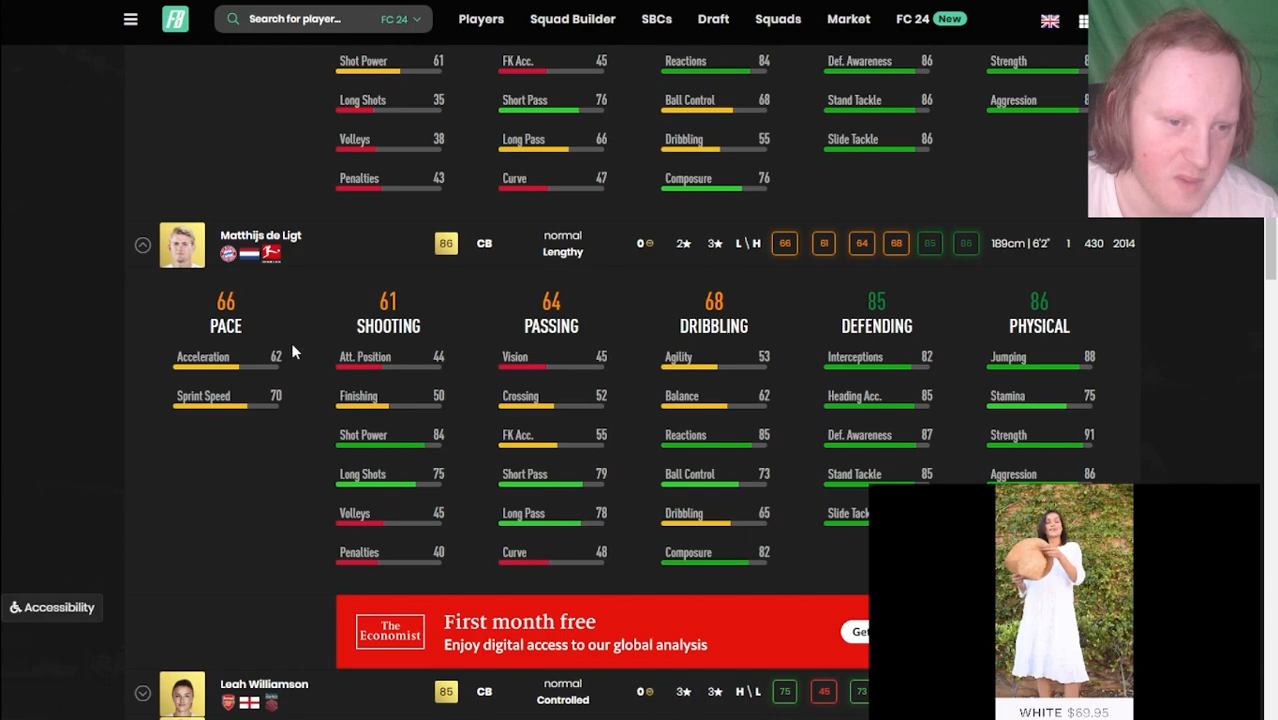 FB Search for player... FC 24 Players Squad Builder SBCs Draft Squads Market FC 24 New
Shot Power 61 FK Acc. 45 Reactions 84 Def. Awareness 86 Strength
Long Shots 35 Short Pass 76 Ball Control 68 Stand Tackle 86 Aggression
Volleys 38 Long Pass 66 Dribbling 55 Slide Tackle 86
Penalties 43 Curve 47 Composure 76
Matthijs de Ligt 86 CB normal Lengthy 0 2★ 3★ L \ H 66 61 64 68 85 86 189cm | 6'2" 1 430 2014
66 61 64 68 85 86
PACE SHOOTING PASSING DRIBBLING DEFENDING PHYSICAL
Acceleration 62 Att. Position 44 Vision 45 Agility 53 Interceptions 82 Jumping 88
Sprint Speed 70 Finishing 50 Crossing 52 Balance 62 Heading Acc. 85 Stamina 75
Shot Power 84 FK Acc. 55 Reactions 85 Def. Awareness 87 Strength 91
Long Shots 75 Short Pass 79 Ball Control 73 Stand Tackle 85 Aggression 86
Volleys 45 Long Pass 78 Dribbling 65 Slide
Penalties 40 Curve 48 Composure 82
Accessibility
The Economist
First month free
Enjoy digital access to our global analysis
Leah Williamson 85 CB normal Controlled 0 3★ 3★ H \ L 75 45 73
WHITE $69.95